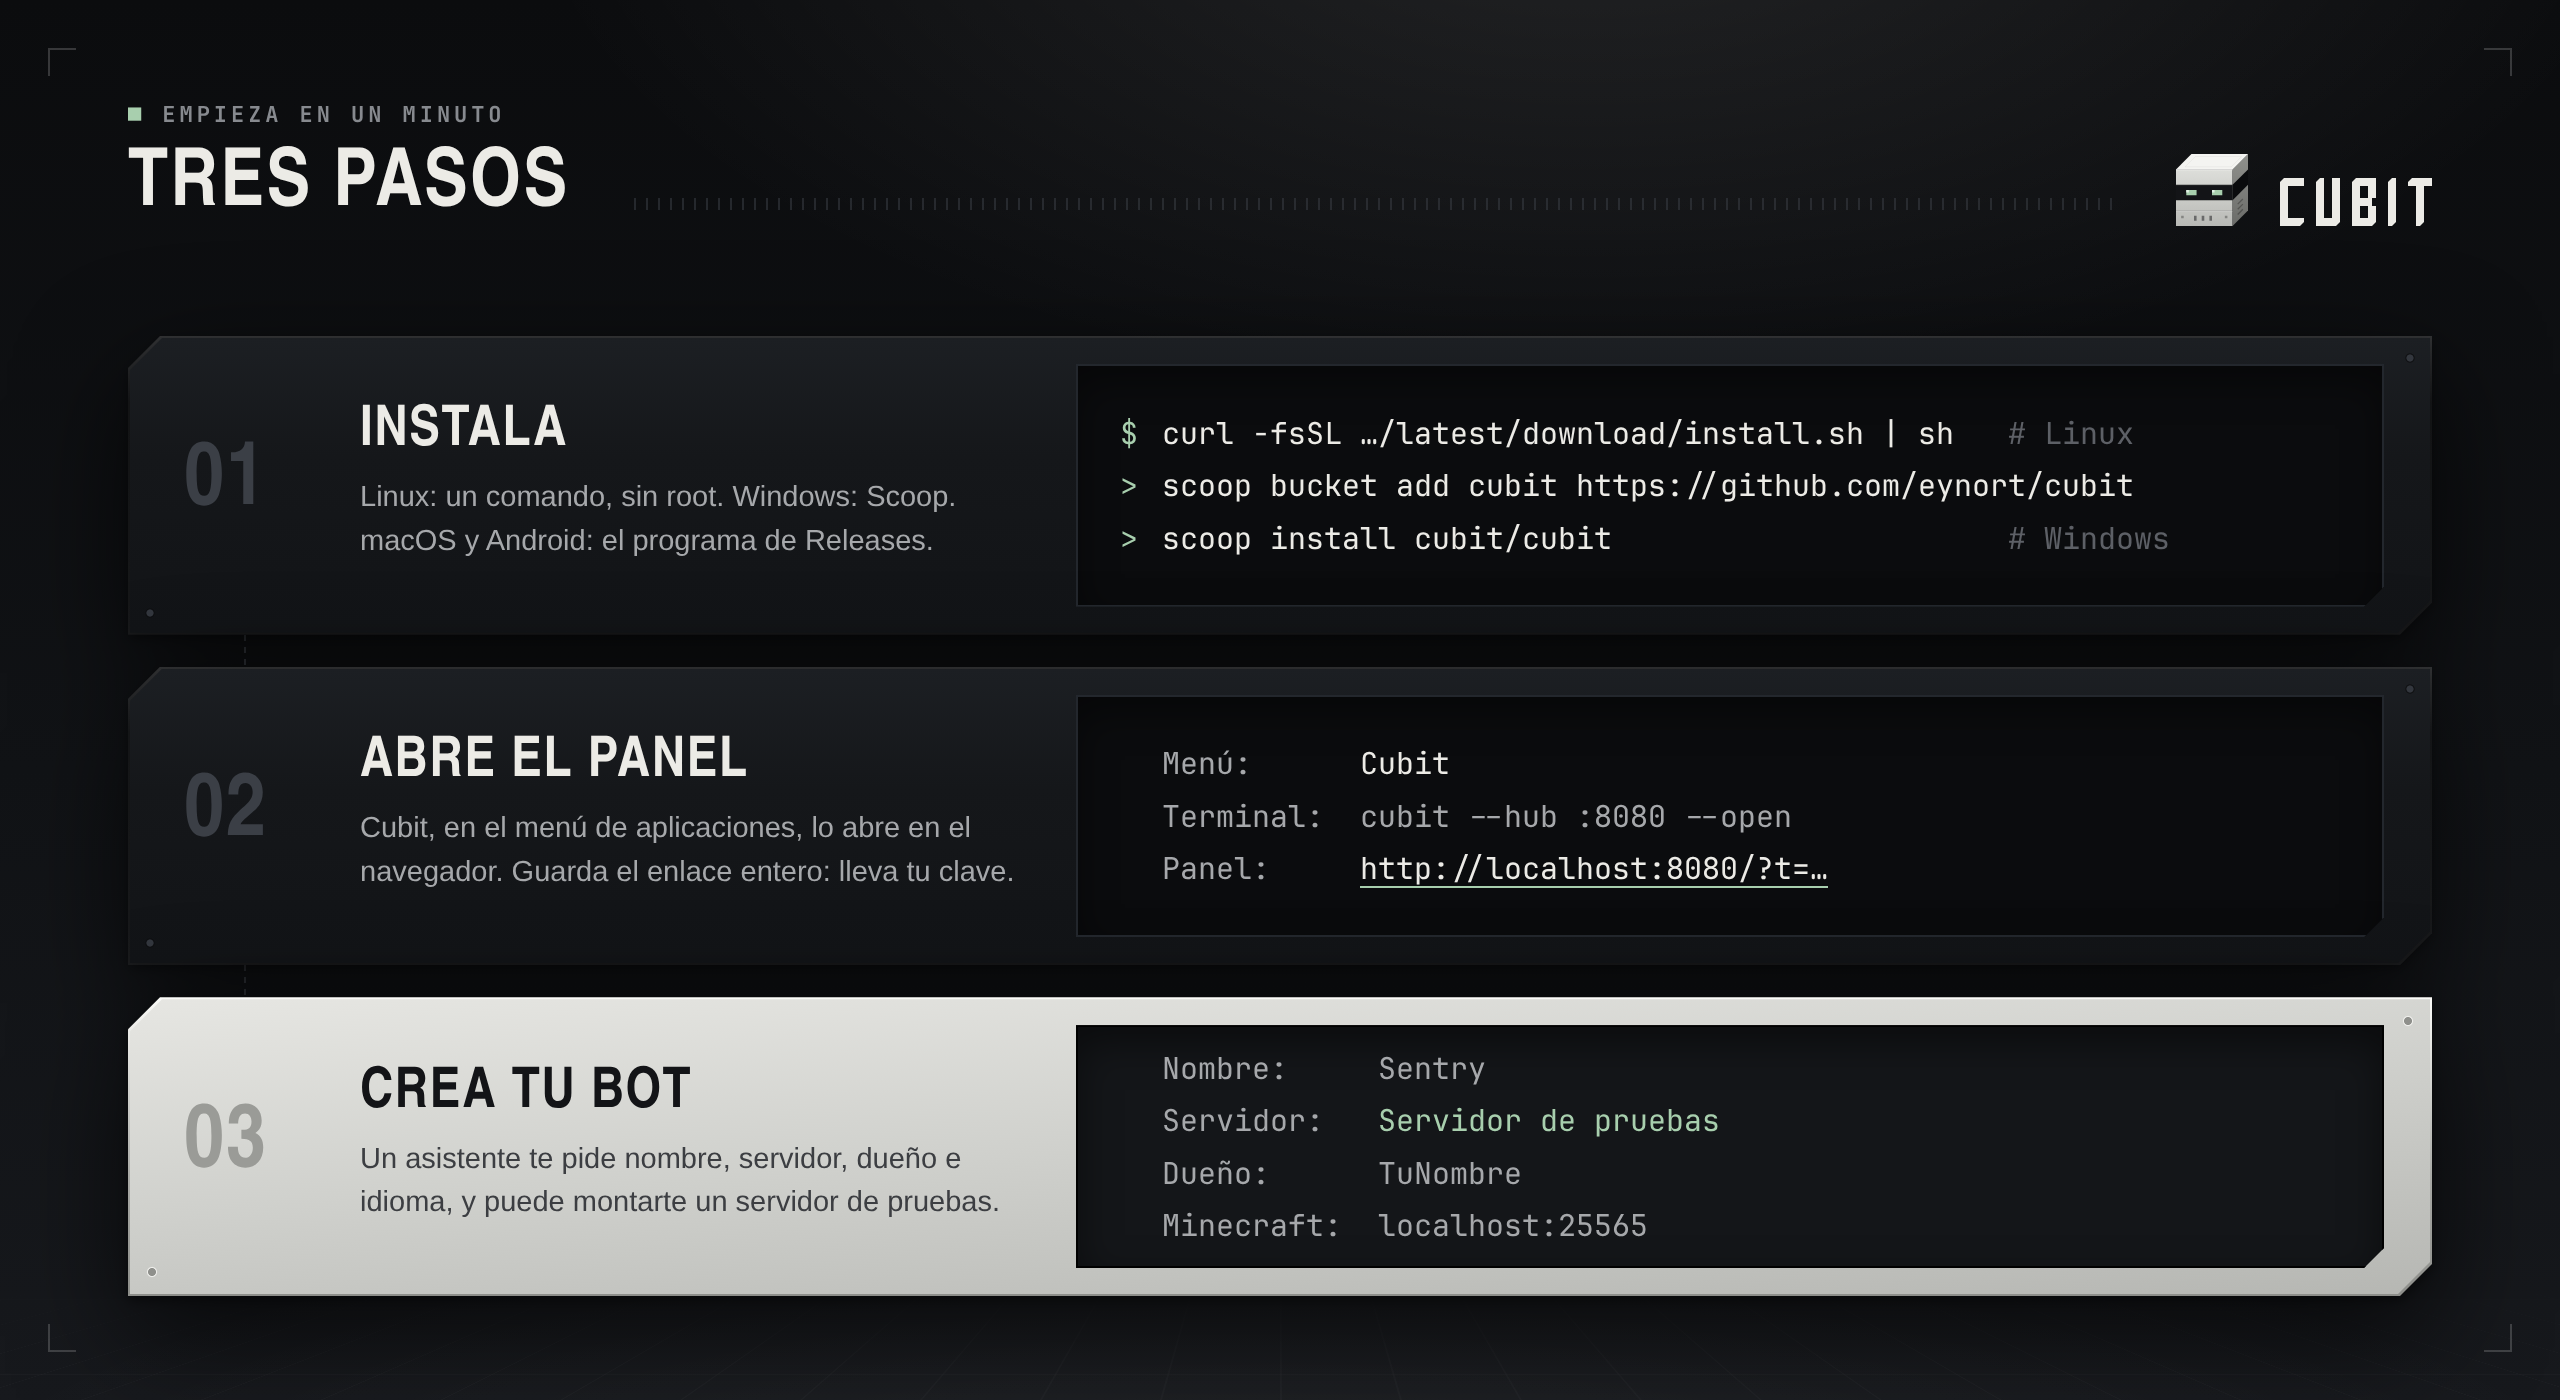 EMPIEZA EN UN MINUTO
TRES PASOS
CUBIT
01
INSTALA
Linux: un comando, sin root. Windows: Scoop.
macOS y Android: el programa de Releases.
$ curl -fsSL …/latest/download/install.sh | sh # Linux
> scoop bucket add cubit https://github.com/eynort/cubit
> scoop install cubit/cubit # Windows
02
ABRE EL PANEL
Cubit, en el menú de aplicaciones, lo abre en el
navegador. Guarda el enlace entero: lleva tu clave.
Menú: Cubit
Terminal: cubit --hub :8080 --open
Panel: http://localhost:8080/?t=…
03
CREA TU BOT
Un asistente te pide nombre, servidor, dueño e
idioma, y puede montarte un servidor de pruebas.
Nombre: Sentry
Servidor: Servidor de pruebas
Dueño: TuNombre
Minecraft: localhost:25565